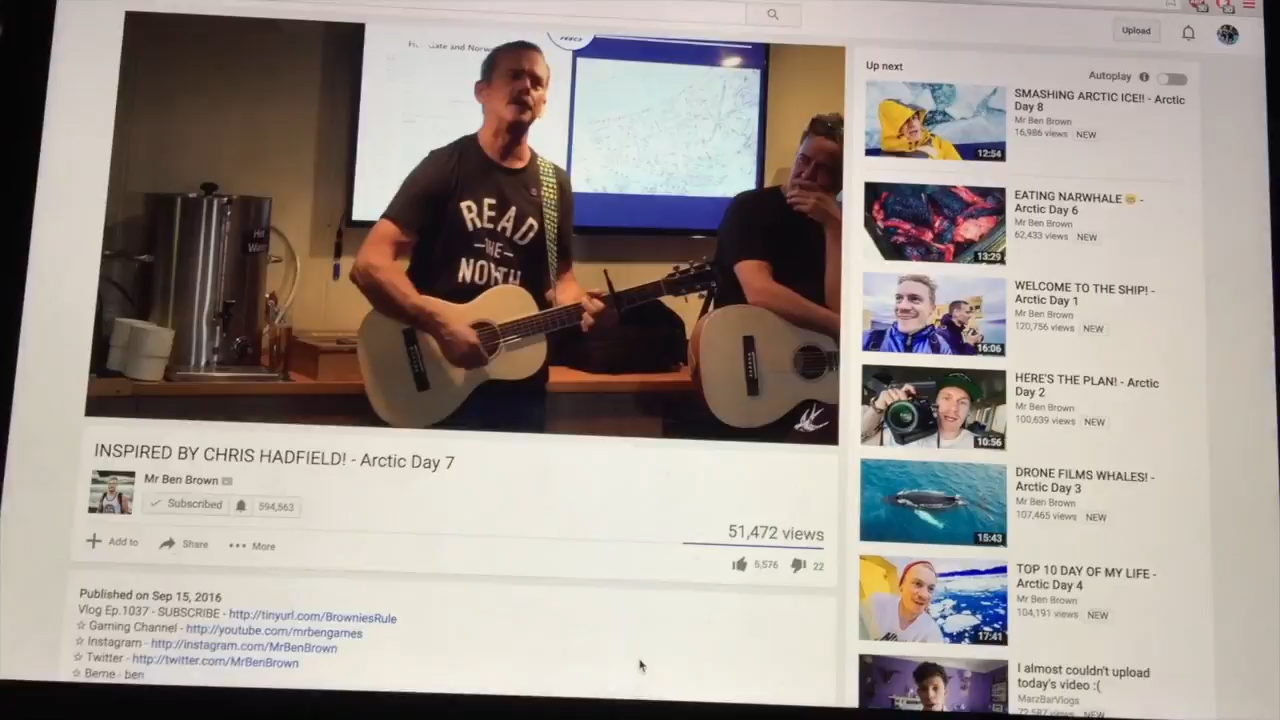 Upload
Up next
Autoplay
Hot
Water
READ
THE
NORTH
INSPIRED BY CHRIS HADFIELD! - Arctic Day 7
Mr Ben Brown
Subscribed 594,563
Add to Share More
51,472 views
5,576 22
Published on Sep 15, 2016
Vlog Ep.1037 - SUBSCRIBE - http://tinyurl.com/BrowniesRule
☆ Gaming Channel - http://youtube.com/mrbengames
☆ Instagram - http://instagram.com/MrBenBrown
☆ Twitter - http://twitter.com/MrBenBrown
☆ Beme - ben
SMASHING ARCTIC ICE!! - Arctic
Day 8
Mr Ben Brown
16,986 views NEW
12:54
EATING NARWHALE 😁 -
Arctic Day 6
Mr Ben Brown
62,433 views NEW
13:29
WELCOME TO THE SHIP! -
Arctic Day 1
Mr Ben Brown
120,756 views NEW
16:06
HERE'S THE PLAN! - Arctic
Day 2
Mr Ben Brown
100,639 views NEW
10:56
DRONE FILMS WHALES! -
Arctic Day 3
Mr Ben Brown
107,465 views NEW
15:43
TOP 10 DAY OF MY LIFE -
Arctic Day 4
Mr Ben Brown
104,191 views NEW
17:41
I almost couldn't upload
today's video :(
MarzBarVlogs
72,587 views NEW